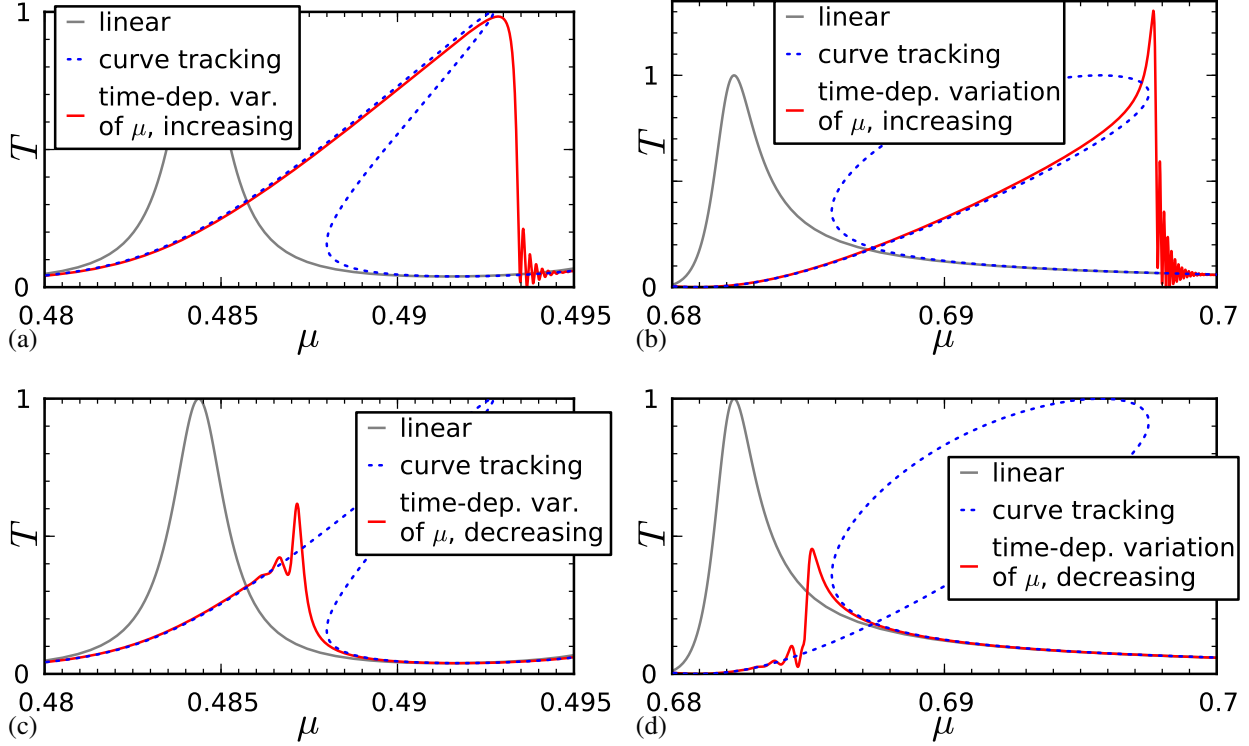 1
linear
curve tracking
time-dep. var.
of μ, increasing
T
0
0.48
0.485
0.49
0.495
μ
(a)
linear
curve tracking
time-dep. variation
of μ, increasing
1
T
0
0.68
0.69
0.7
μ
(b)
1
linear
curve tracking
time-dep. var.
of μ, decreasing
T
0
0.48
0.485
0.49
0.495
μ
(c)
1
linear
curve tracking
time-dep. variation
of μ, decreasing
T
0
0.68
0.69
0.7
μ
(d)